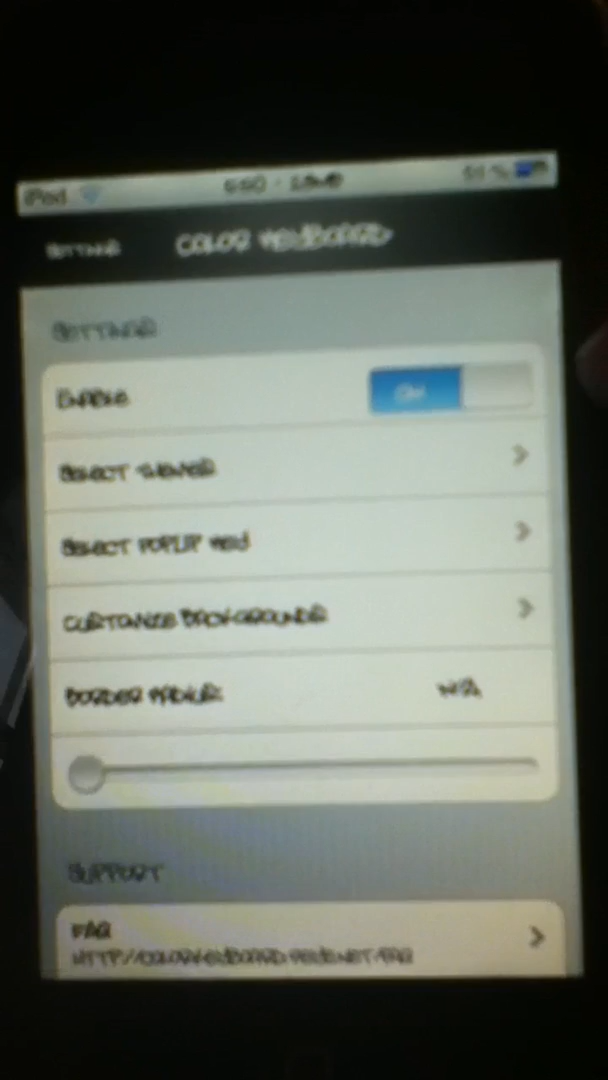 iPod
SETTINGS
COLOR KEYBOARD
SETTINGS
ENABLE
ON
SELECT THEMES
SELECT POPUP KEY
CUSTOMIZE BACKGROUNDS
BORDER RADIUS
SUPPORT
FAQ